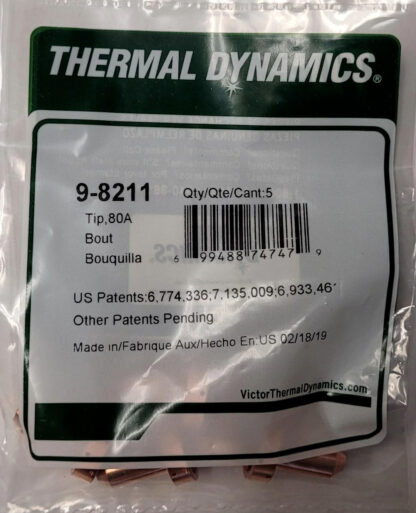 THERMAL DYNAMICS®
9-8211 Qty/Qte/Cant:5
Tip,80A
Bout
Bouquilla
6 99488 74747 9
US Patents:6,774,336;7,135,009;6,933,461
Other Patents Pending
Made in/Fabrique Aux/Hecho En:US 02/18/19
VictorThermalDynamics.com